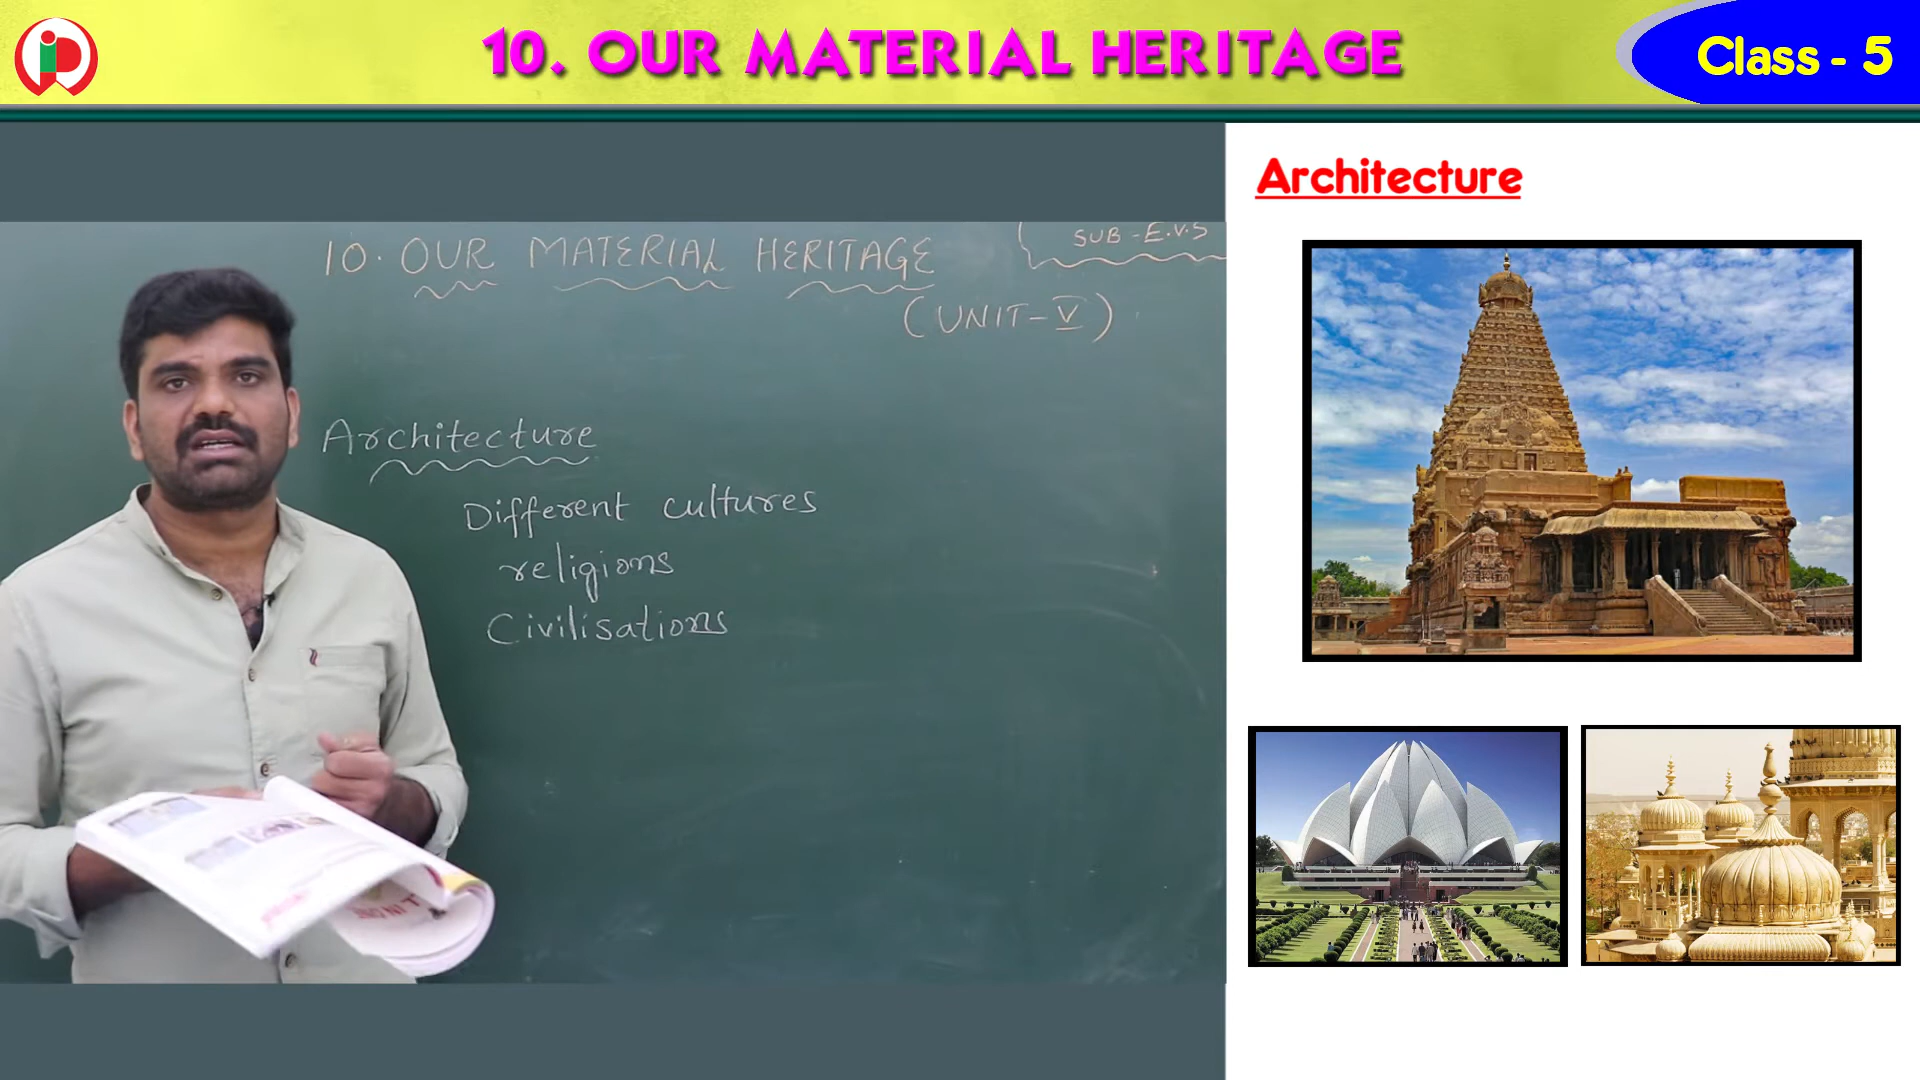 10. OUR MATERIAL HERITAGE
Class - 5
10. OUR MATERIAL HERITAGE
SUB - E.V.S
(UNIT-V)
Architecture
Different cultures
religions
Civilisations
Architecture